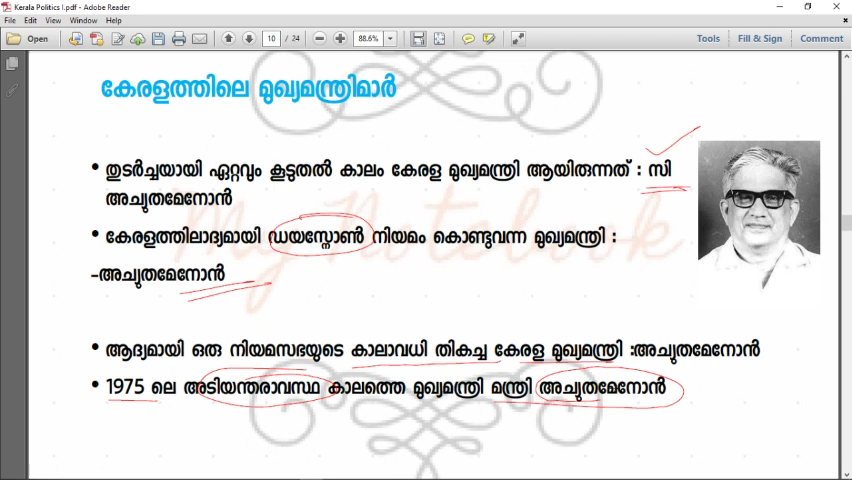 Kerala Politics I.pdf - Adobe Reader
File Edit View Window Help
Open 10 / 24 88.6% Tools Fill & Sign Comment
കേരളത്തിലെ മുഖ്യമന്ത്രിമാർ
• തുടർച്ചയായി ഏറ്റവും കൂടുതൽ കാലം കേരള മുഖ്യമന്ത്രി ആയിരുന്നത് : സി
അച്യുതമേനോൻ
• കേരളത്തിലാദ്യമായി ഡയസ്നോൺ നിയമം കൊണ്ടുവന്ന മുഖ്യമന്ത്രി :
-അച്യുതമേനോൻ
My Notebook
• ആദ്യമായി ഒരു നിയമസഭയുടെ കാലാവധി തികച്ച കേരള മുഖ്യമന്ത്രി :അച്യുതമേനോൻ
• 1975 ലെ അടിയന്തരാവസ്ഥ കാലത്തെ മുഖ്യമന്ത്രി മന്ത്രി അച്യുതമേനോൻ